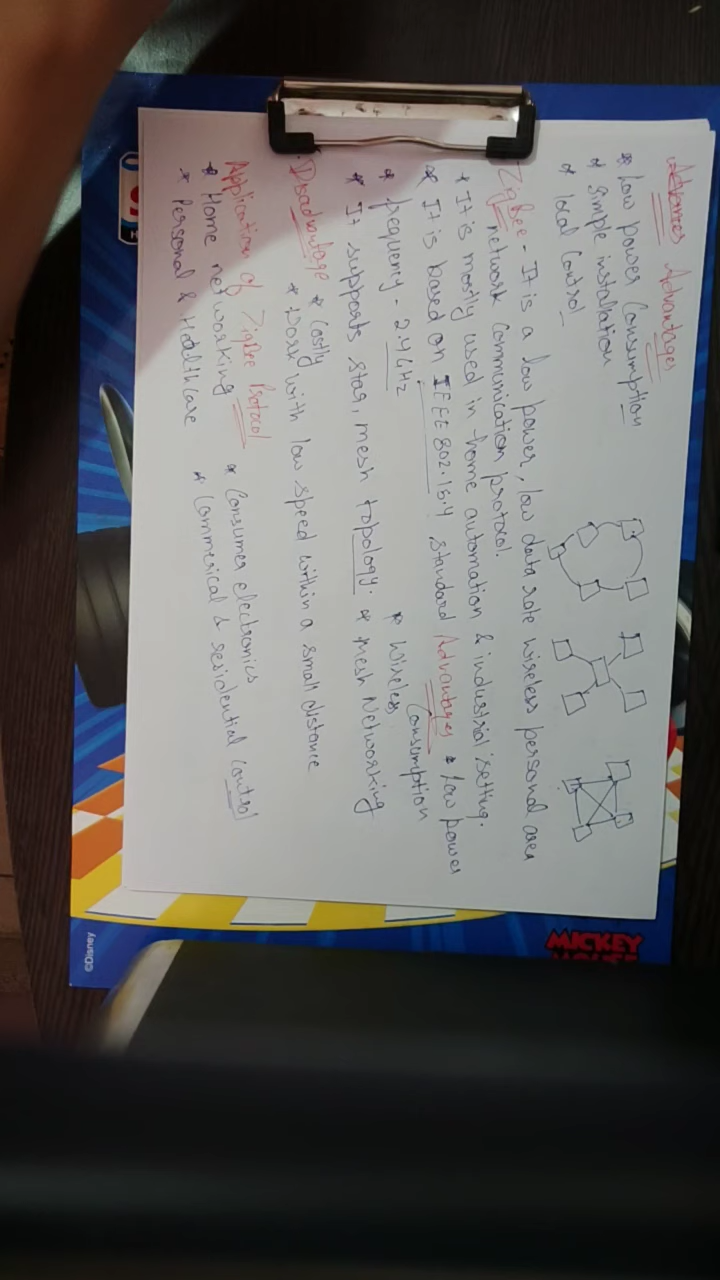 Advantages
* Low power Consumption
* simple installation
* local Control
ZigBee - It is a low power, low data rate wireless personal area
network communication protocol.
* It is mostly used in home automation & industrial setting.
* It is based on IEEE 802.15.4 standard
Advantages * low power
Consumption
* frequency - 2.4 GHz
* Wireless
* It supports star, mesh topology.
* Mesh Networking
Disadvantage * Costly
* work with low speed within a small distance
Application of ZigBee Protocol
* Home networking
* Consumer electronics
* Personal & Healthcare
* Commerical & residential control
MICKEY
©Disney